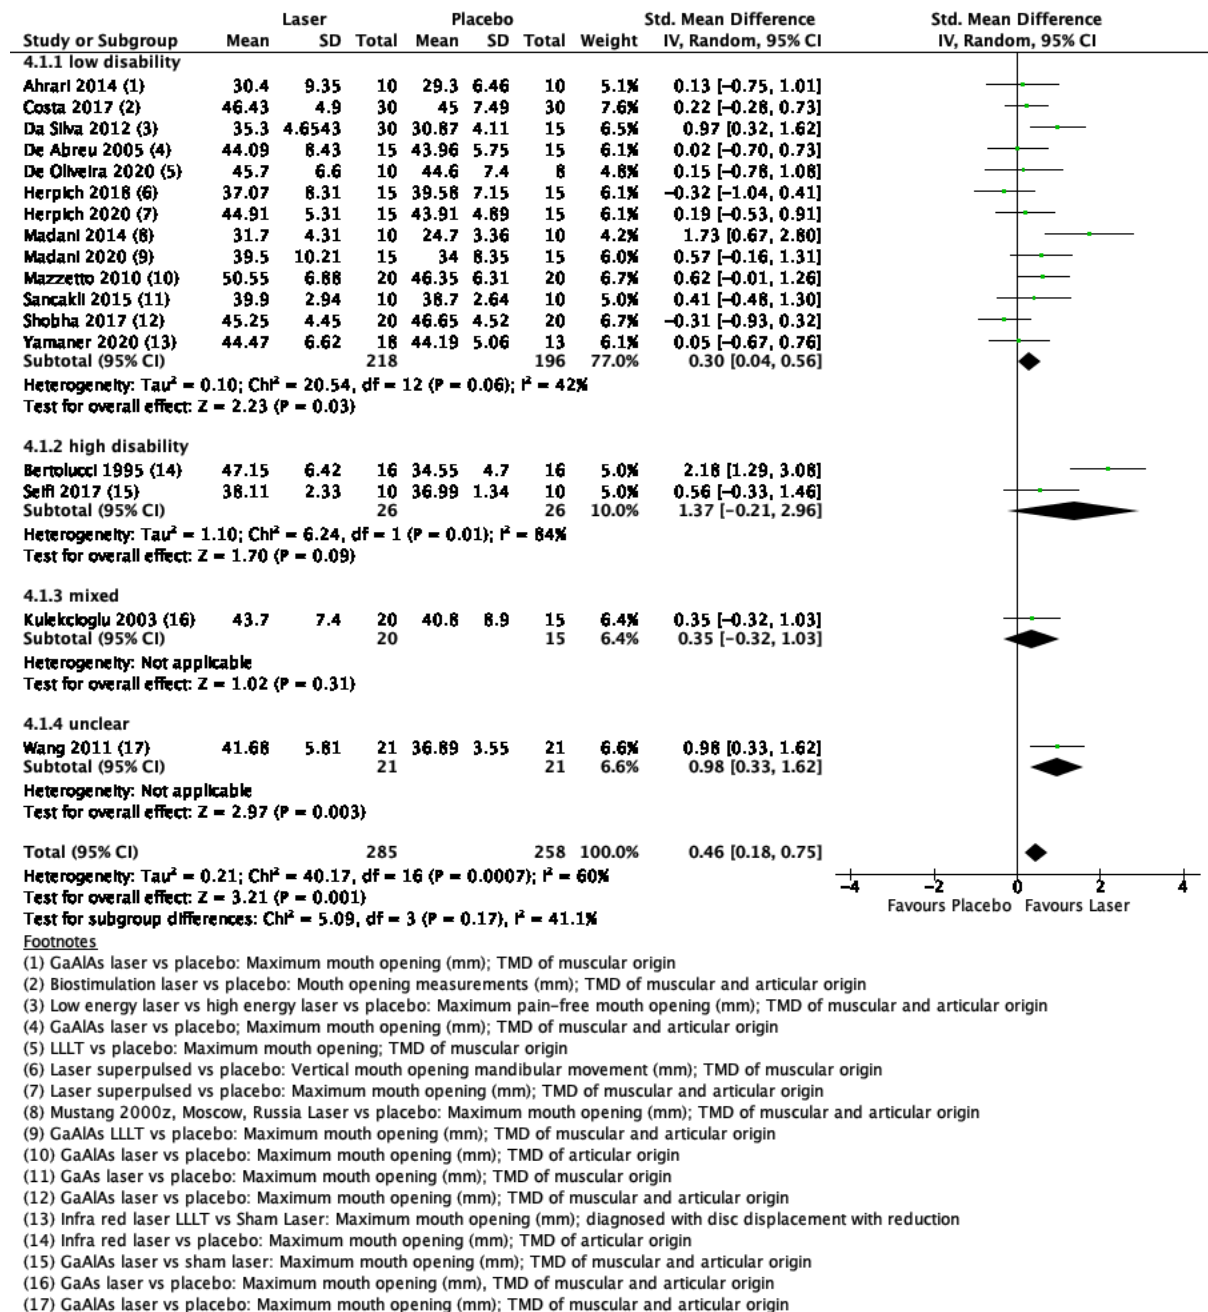 Laser Placebo Std. Mean Difference Std. Mean Difference
Study or Subgroup Mean SD Total Mean SD Total Weight IV, Random, 95% CI IV, Random, 95% CI
4.1.1 low disability
Ahrari 2014 (1) 30.4 9.35 10 29.3 6.46 10 5.1% 0.13 [-0.75, 1.01]
Costa 2017 (2) 46.43 4.9 30 45 7.49 30 7.6% 0.22 [-0.28, 0.73]
Da Silva 2012 (3) 35.3 4.6543 30 30.87 4.11 15 6.5% 0.97 [0.32, 1.62]
De Abreu 2005 (4) 44.09 8.43 15 43.96 5.75 15 6.1% 0.02 [-0.70, 0.73]
De Oliveira 2020 (5) 45.7 6.6 10 44.6 7.4 8 4.8% 0.15 [-0.78, 1.08]
Herpich 2018 (6) 37.07 8.31 15 39.58 7.15 15 6.1% -0.32 [-1.04, 0.41]
Herpich 2020 (7) 44.91 5.31 15 43.91 4.89 15 6.1% 0.19 [-0.53, 0.91]
Madani 2014 (8) 31.7 4.31 10 24.7 3.36 10 4.2% 1.73 [0.67, 2.80]
Madani 2020 (9) 39.5 10.21 15 34 8.35 15 6.0% 0.57 [-0.16, 1.31]
Mazzetto 2010 (10) 50.55 6.88 20 46.35 6.31 20 6.7% 0.62 [-0.01, 1.26]
Sancakli 2015 (11) 39.9 2.94 10 38.7 2.64 10 5.0% 0.41 [-0.48, 1.30]
Shobha 2017 (12) 45.25 4.45 20 46.65 4.52 20 6.7% -0.31 [-0.93, 0.32]
Yamaner 2020 (13) 44.47 6.62 18 44.19 5.06 13 6.1% 0.05 [-0.67, 0.76]
Subtotal (95% CI) 218 196 77.0% 0.30 [0.04, 0.56]
Heterogeneity: Tau² = 0.10; Chi² = 20.54, df = 12 (P = 0.06); I² = 42%
Test for overall effect: Z = 2.23 (P = 0.03)
4.1.2 high disability
Bertolucci 1995 (14) 47.15 6.42 16 34.55 4.7 16 5.0% 2.18 [1.29, 3.08]
Seifi 2017 (15) 38.11 2.33 10 36.99 1.34 10 5.0% 0.56 [-0.33, 1.46]
Subtotal (95% CI) 26 26 10.0% 1.37 [-0.21, 2.96]
Heterogeneity: Tau² = 1.10; Chi² = 6.24, df = 1 (P = 0.01); I² = 84%
Test for overall effect: Z = 1.70 (P = 0.09)
4.1.3 mixed
Kulekcioglu 2003 (16) 43.7 7.4 20 40.8 8.9 15 6.4% 0.35 [-0.32, 1.03]
Subtotal (95% CI) 20 15 6.4% 0.35 [-0.32, 1.03]
Heterogeneity: Not applicable
Test for overall effect: Z = 1.02 (P = 0.31)
4.1.4 unclear
Wang 2011 (17) 41.68 5.81 21 36.89 3.55 21 6.6% 0.98 [0.33, 1.62]
Subtotal (95% CI) 21 21 6.6% 0.98 [0.33, 1.62]
Heterogeneity: Not applicable
Test for overall effect: Z = 2.97 (P = 0.003)
Total (95% CI) 285 258 100.0% 0.46 [0.18, 0.75]
Heterogeneity: Tau² = 0.21; Chi² = 40.17, df = 16 (P = 0.0007); I² = 60%
Test for overall effect: Z = 3.21 (P = 0.001)
Test for subgroup differences: Chi² = 5.09, df = 3 (P = 0.17), I² = 41.1%
-4 -2 0 2 4
Favours Placebo Favours Laser
Footnotes
(1) GaAlAs laser vs placebo: Maximum mouth opening (mm); TMD of muscular origin
(2) Biostimulation laser vs placebo: Mouth opening measurements (mm); TMD of muscular and articular origin
(3) Low energy laser vs high energy laser vs placebo: Maximum pain-free mouth opening (mm); TMD of muscular and articular origin
(4) GaAlAs laser vs placebo; Maximum mouth opening (mm); TMD of muscular and articular origin
(5) LLLT vs placebo: Maximum mouth opening; TMD of muscular origin
(6) Laser superpulsed vs placebo: Vertical mouth opening mandibular movement (mm); TMD of muscular origin
(7) Laser superpulsed vs placebo: Maximum mouth opening (mm); TMD of muscular and articular origin
(8) Mustang 2000z, Moscow, Russia Laser vs placebo: Maximum mouth opening (mm); TMD of muscular and articular origin
(9) GaAlAs LLLT vs placebo: Maximum mouth opening (mm); TMD of muscular and articular origin
(10) GaAlAs laser vs placebo: Maximum mouth opening (mm); TMD of articular origin
(11) GaAs laser vs placebo: Maximum mouth opening (mm); TMD of muscular origin
(12) GaAlAs laser vs placebo: Maximum mouth opening (mm); TMD of muscular and articular origin
(13) Infra red laser LLLT vs Sham Laser: Maximum mouth opening (mm); diagnosed with disc displacement with reduction
(14) Infra red laser vs placebo: Maximum mouth opening (mm); TMD of articular origin
(15) GaAlAs laser vs sham laser: Maximum mouth opening (mm); TMD of muscular and articular origin
(16) GaAs laser vs placebo: Maximum mouth opening (mm), TMD of muscular and articular origin
(17) GaAlAs laser vs placebo: Maximum mouth opening (mm); TMD of muscular and articular origin